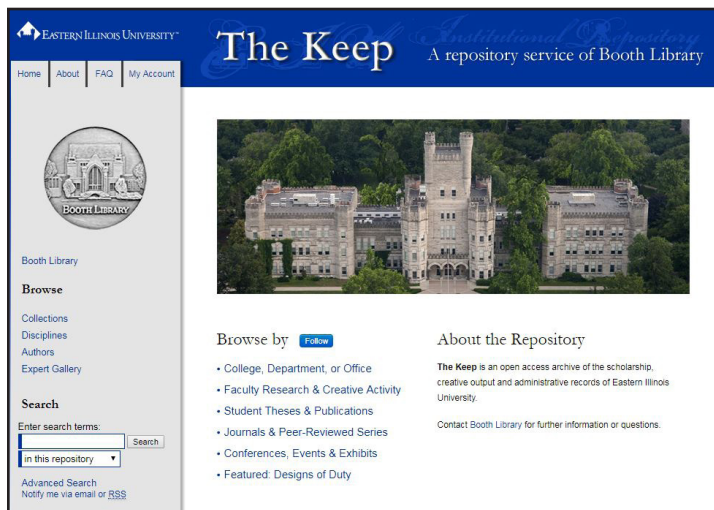 EASTERN ILLINOIS UNIVERSITY™
Institutional Repository
The Keep
A repository service of Booth Library
Home
About
FAQ
My Account
BOOTH LIBRARY
Booth Library
Browse
Collections
Disciplines
Authors
Expert Gallery
Search
Enter search terms:
Search
in this repository
Advanced Search
Notify me via email or RSS
Browse by
Follow
• College, Department, or Office
• Faculty Research & Creative Activity
• Student Theses & Publications
• Journals & Peer-Reviewed Series
• Conferences, Events & Exhibits
• Featured: Designs of Duty
About the Repository
The Keep is an open access archive of the scholarship,
creative output and administrative records of Eastern Illinois
University.
Contact Booth Library for further information or questions.